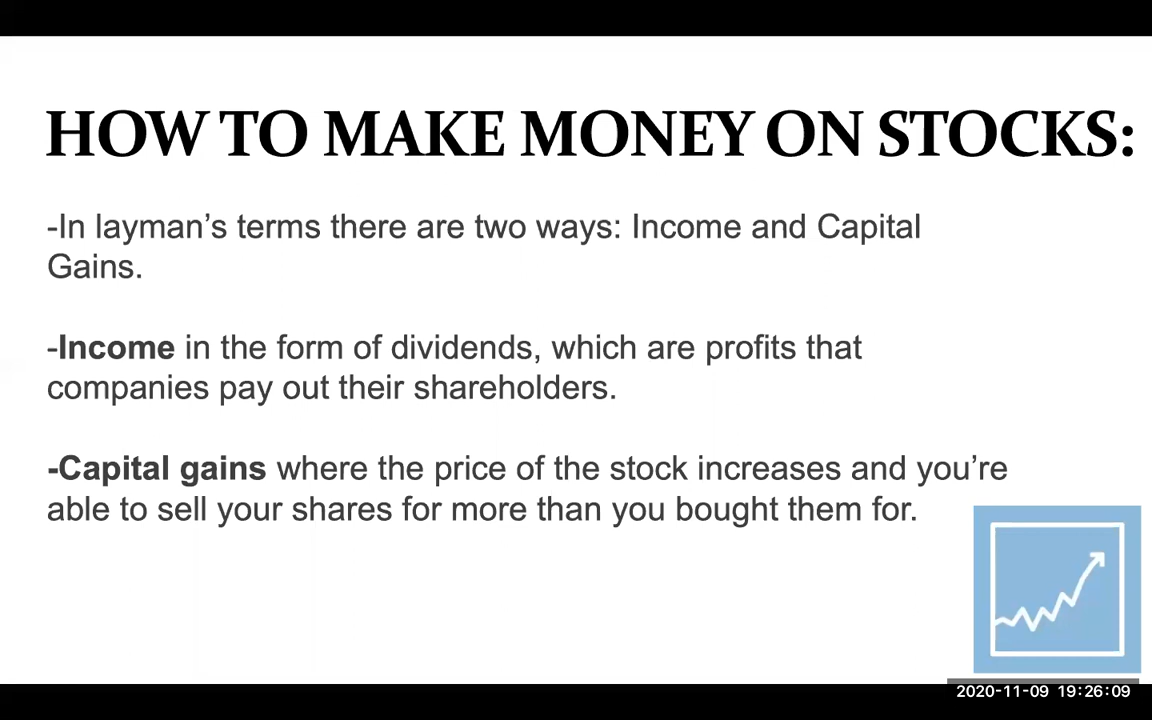 HOW TO MAKE MONEY ON STOCKS:
-In layman’s terms there are two ways: Income and Capital
Gains.
-Income in the form of dividends, which are profits that
companies pay out their shareholders.
-Capital gains where the price of the stock increases and you’re
able to sell your shares for more than you bought them for.
2020-11-09 19:26:09